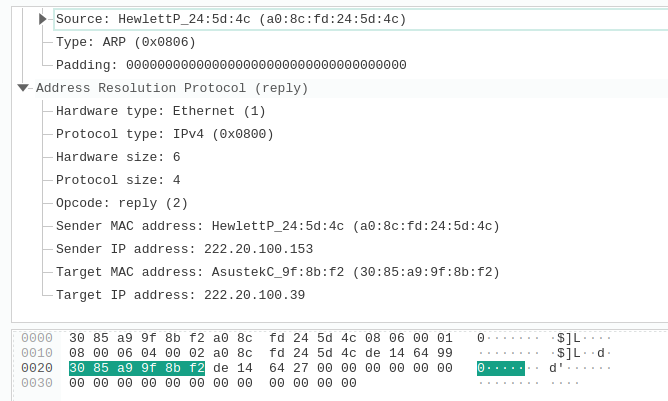 Source: HewlettP_24:5d:4c (a0:8c:fd:24:5d:4c)
Type: ARP (0x0806)
Padding: 000000000000000000000000000000000000
Address Resolution Protocol (reply)
Hardware type: Ethernet (1)
Protocol type: IPv4 (0x0800)
Hardware size: 6
Protocol size: 4
Opcode: reply (2)
Sender MAC address: HewlettP_24:5d:4c (a0:8c:fd:24:5d:4c)
Sender IP address: 222.20.100.153
Target MAC address: AsustekC_9f:8b:f2 (30:85:a9:9f:8b:f2)
Target IP address: 222.20.100.39
0000 30 85 a9 9f 8b f2 a0 8c fd 24 5d 4c 08 06 00 01 0······· ·$]L····
0010 08 00 06 04 00 02 a0 8c fd 24 5d 4c de 14 64 99 ········ ·$]L··d·
0020 30 85 a9 9f 8b f2 de 14 64 27 00 00 00 00 00 00 0······· d'······
0030 00 00 00 00 00 00 00 00 00 00 00 00 ········ ····